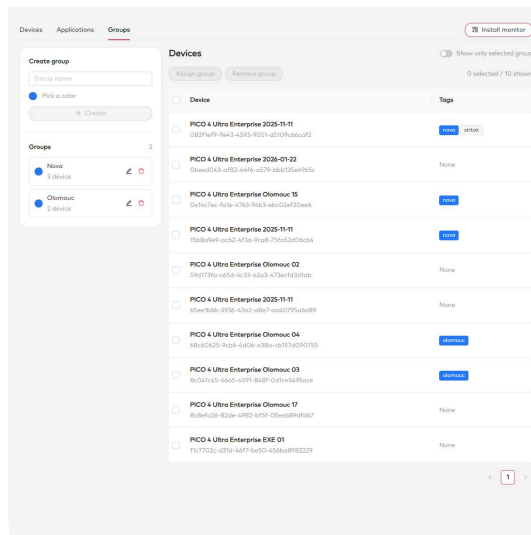 Devices Applications Groups
Install monitor
Create group
Group name
Pick a color
+ Create
Groups 2
Nova
3 device
Olomouc
2 device
Devices
Show only selected group
Assign group Remove group
0 selected / 10 shown
Device Tags
PICO 4 Ultra Enterprise 2025-11-11
082f1ef9-9e43-4593-9051-d5109c66caf2
nova stitok
PICO 4 Ultra Enterprise 2026-01-22
0beed043-af82-44f6-a579-bbb135e4965c
None
PICO 4 Ultra Enterprise Olomouc 15
0e14c7ec-fa1e-4763-94b3-ebc02ef20ee6
nova
PICO 4 Ultra Enterprise 2025-11-11
15b8a9e9-ac62-4f3a-9ca8-75fa52d06cb4
nova
PICO 4 Ultra Enterprise Olomouc 02
59d173fa-c65d-4c33-a2a3-473ecfd3d1ab
None
PICO 4 Ultra Enterprise 2025-11-11
65ee1b6b-3936-43a2-a8e7-aa40795a6a89
None
PICO 4 Ultra Enterprise Olomouc 04
68c60625-9cb6-4d06-a38a-cb157d090755
olomouc
PICO 4 Ultra Enterprise Olomouc 03
8c041c45-66a5-4591-848f-0d1ce5495ace
olomouc
PICO 4 Ultra Enterprise Olomouc 17
8c8efa26-82de-4982-bf5f-05eeb89dfd67
None
PICO 4 Ultra Enterprise EXE 01
f1c7702c-d31d-46f7-be50-456ba8982229
None
1